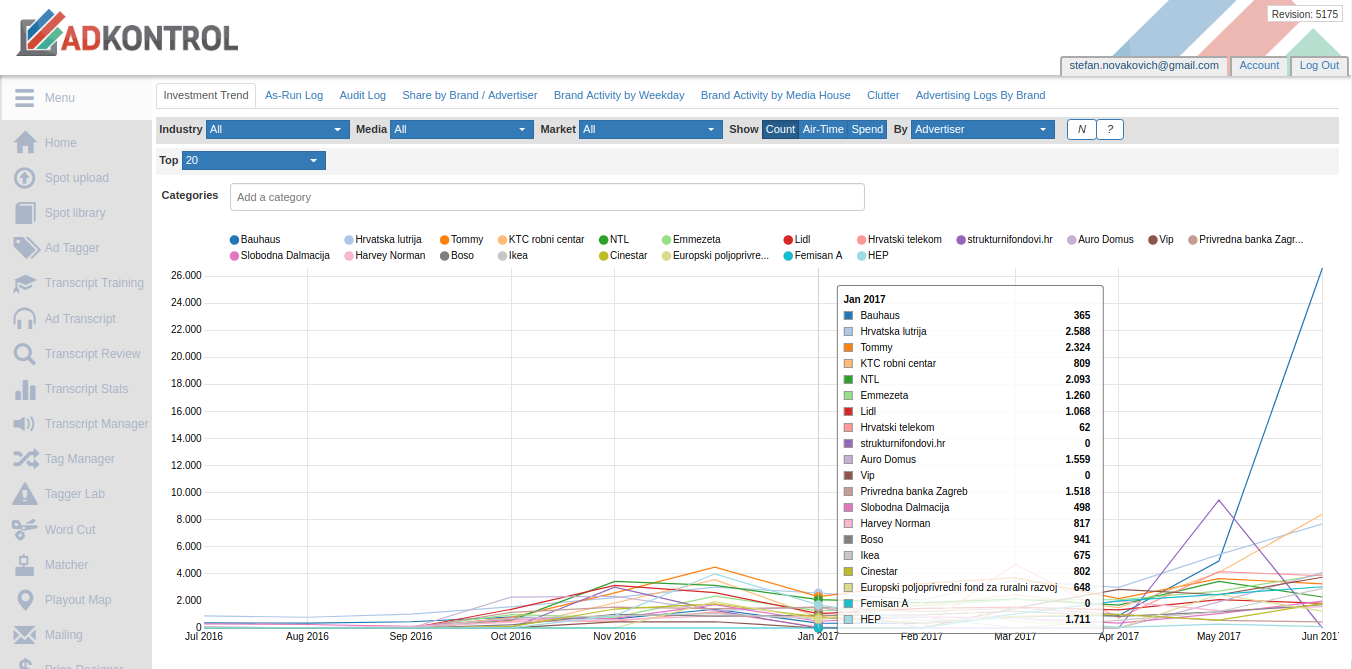 ADKONTROL
Revision: 5175
stefan.novakovich@gmail.com Account Log Out
Menu
Home
Spot upload
Spot library
Ad Tagger
Transcript Training
Ad Transcript
Transcript Review
Transcript Stats
Transcript Manager
Tag Manager
Tagger Lab
Word Cut
Matcher
Playout Map
Mailing
Price Designer
Investment Trend As-Run Log Audit Log Share by Brand / Advertiser Brand Activity by Weekday Brand Activity by Media House Clutter Advertising Logs By Brand
Industry All Media All Market All Show Count Air-Time Spend By Advertiser N ?
Top 20
Categories Add a category
Bauhaus Hrvatska lutrija Tommy KTC robni centar NTL Emmezeta Lidl Hrvatski telekom strukturnifondovi.hr Auro Domus Vip Privredna banka Zagr...
Slobodna Dalmacija Harvey Norman Boso Ikea Cinestar Europski poljoprivre... Femisan A HEP
26.000
24.000
22.000
20.000
18.000
16.000
14.000
12.000
10.000
8.000
6.000
4.000
2.000
0
Jul 2016 Aug 2016 Sep 2016 Oct 2016 Nov 2016 Dec 2016 Jan 2017 Feb 2017 Mar 2017 Apr 2017 May 2017 Jun 201
Jan 2017
Bauhaus 365
Hrvatska lutrija 2.588
Tommy 2.324
KTC robni centar 809
NTL 2.093
Emmezeta 1.260
Lidl 1.068
Hrvatski telekom 62
strukturnifondovi.hr 0
Auro Domus 1.559
Vip 0
Privredna banka Zagreb 1.518
Slobodna Dalmacija 498
Harvey Norman 817
Boso 941
Ikea 675
Cinestar 802
Europski poljoprivredni fond za ruralni razvoj 648
Femisan A 0
HEP 1.711